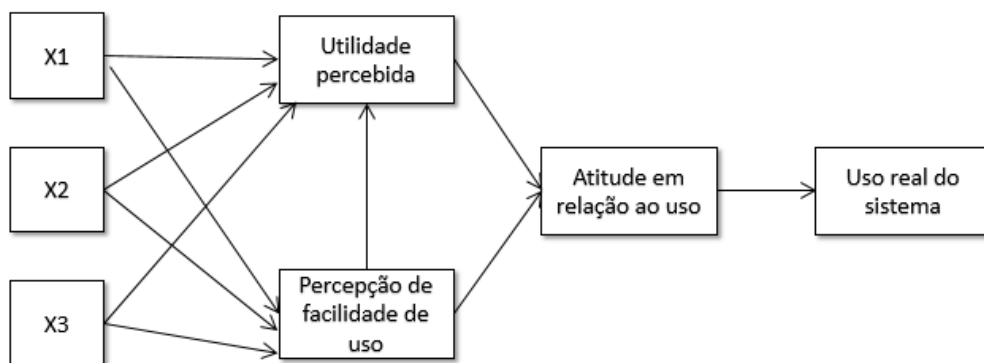 X1
X2
X3
Utilidade
percebida
Percepção de
facilidade de
uso
Atitude em
relação ao uso
Uso real do
sistema